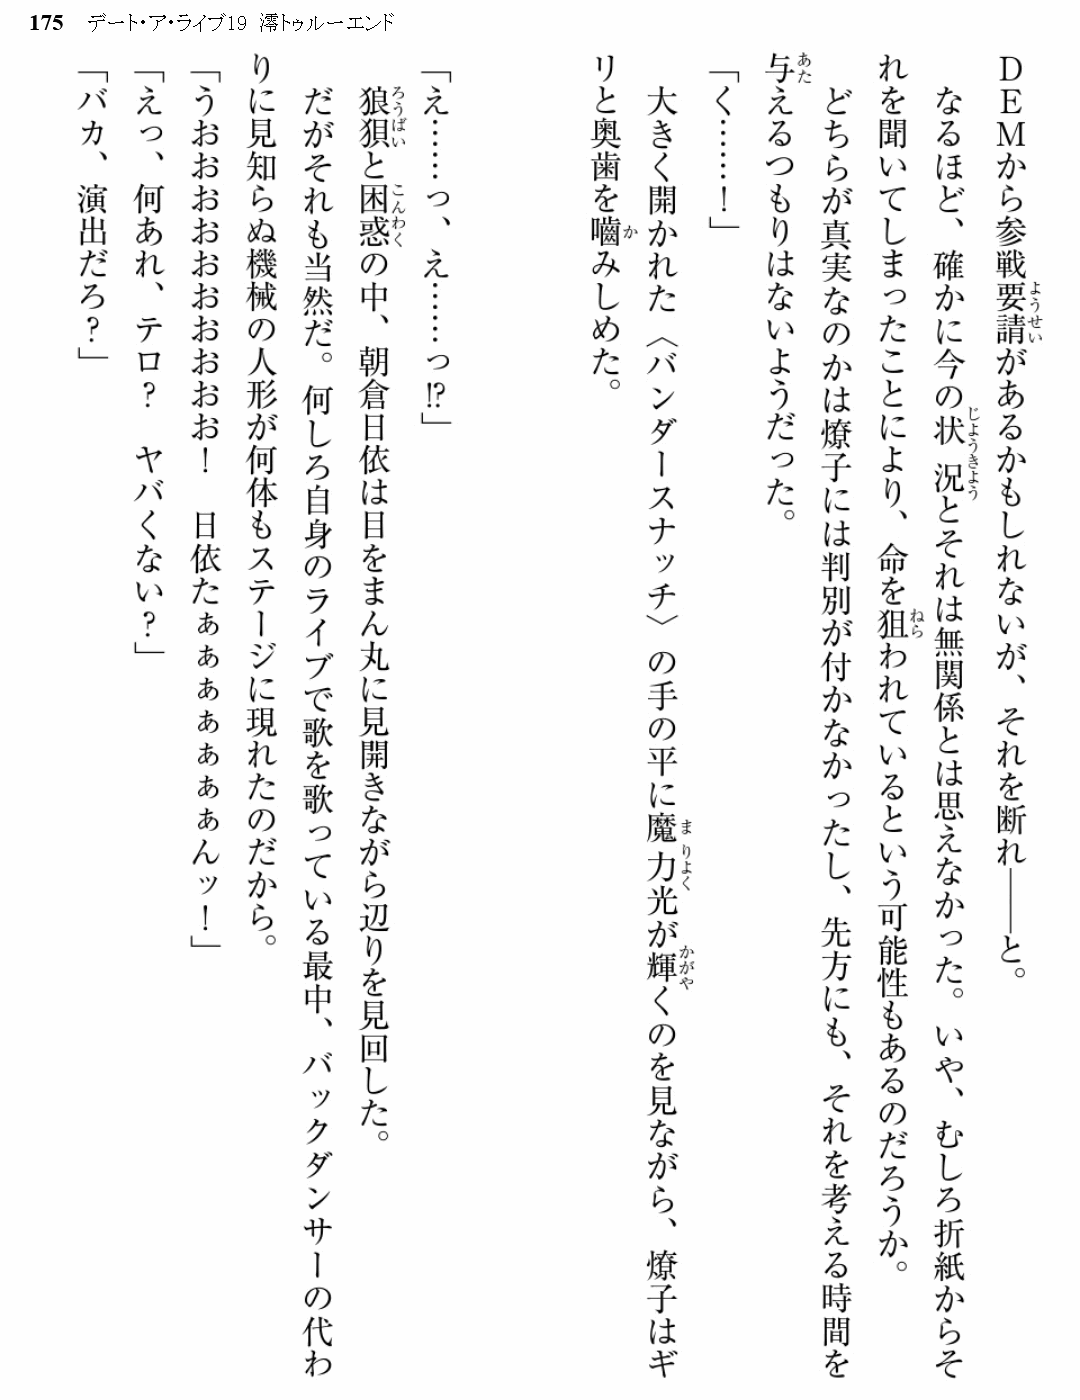 175 デート・ア・ライブ19 澪トゥルーエンド
DEMから参戦要請があるかもしれないが、それを断れ――と。
なるほど、確かに今の状況とそれは無関係とは思えなかった。いや、むしろ折紙からそ
れを聞いてしまったことにより、命を狙われているという可能性もあるのだろうか。
どちらが真実なのかは燎子には判別が付かなかったし、先方にも、それを考える時間を
与えるつもりはないようだった。
「く……！」
大きく開かれた〈バンダースナッチ〉の手の平に魔力光が輝くのを見ながら、燎子はギ
リと奥歯を嚙みしめた。
「え……っ、え……っ⁉」
狼狽と困惑の中、朝倉日依は目をまん丸に見開きながら辺りを見回した。
だがそれも当然だ。何しろ自身のライブで歌を歌っている最中、バックダンサーの代わ
りに見知らぬ機械の人形が何体もステージに現れたのだから。
「うおおおおおおおお！　日依たぁぁぁぁぁぁぁんッ！」
「えっ、何あれ、テロ？　ヤバくない？」
「バカ、演出だろ？」